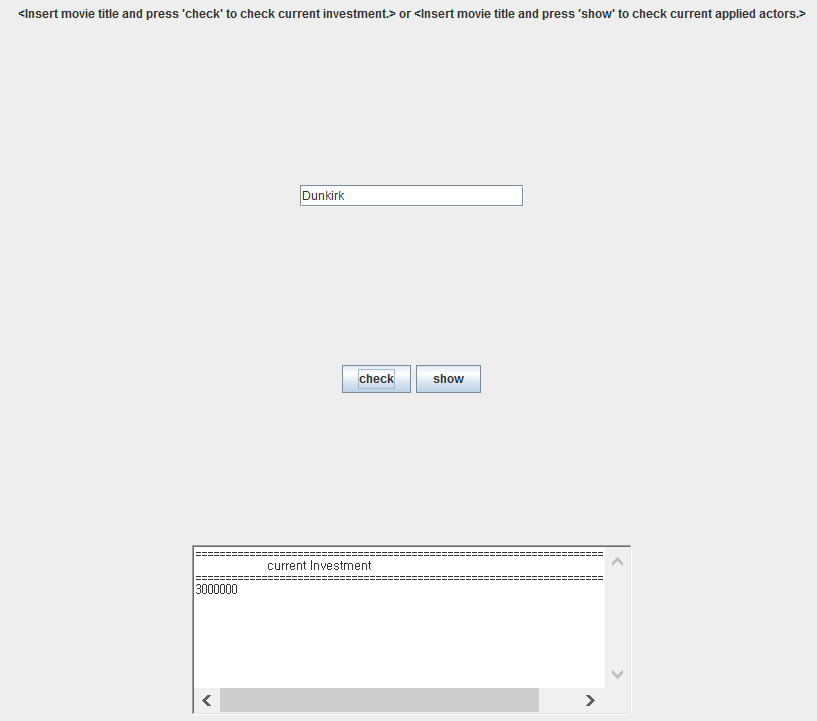 <Insert movie title and press 'check' to check current investment.> or <Insert movie title and press 'show' to check current applied actors.>
Dunkirk
check show
====================================================================
current Investment
====================================================================
3000000